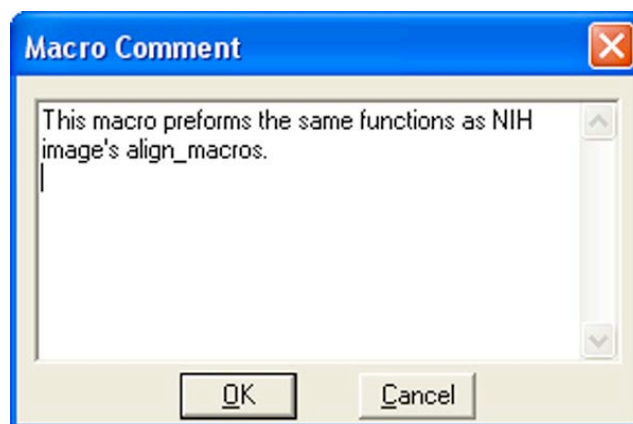 Macro Comment
This macro preforms the same functions as NIH
image's align_macros.
OK
Cancel